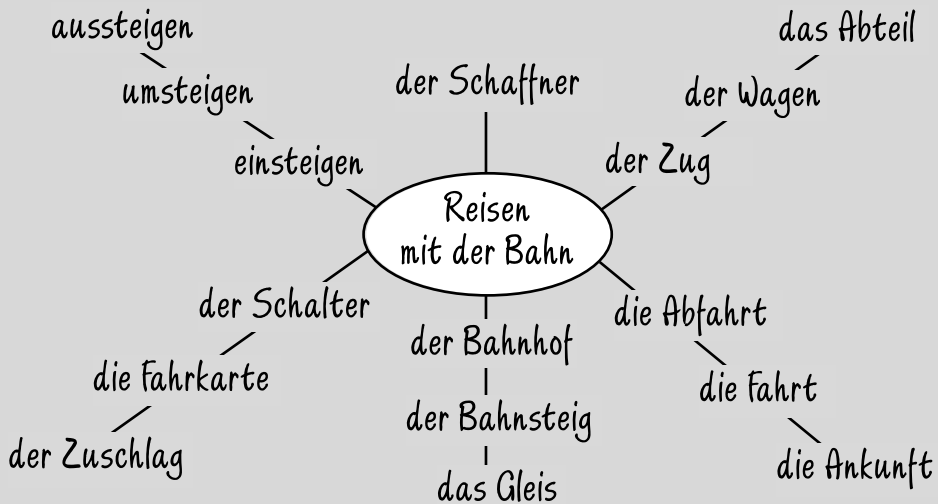 aussteigen
umsteigen
einsteigen
der Schaffner
das Abteil
der Wagen
der Zug
Reisen
mit der Bahn
der Schalter
die Fahrkarte
der Zuschlag
der Bahnhof
der Bahnsteig
das Gleis
die Abfahrt
die Fahrt
die Ankunft